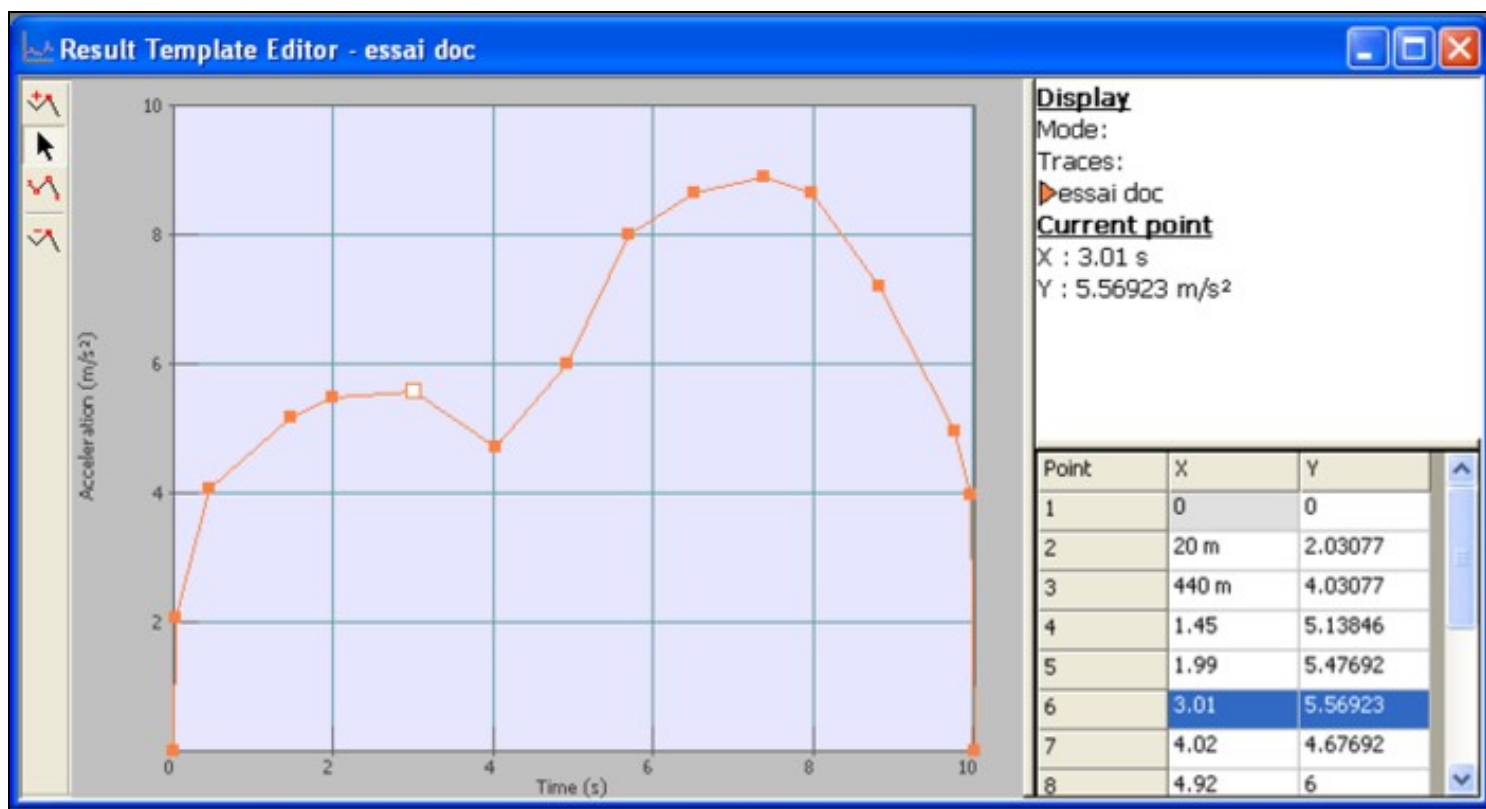 Result Template Editor - essai doc
10
8
6
4
2
Acceleration (m/s²)
0 2 4 6 8 10
Time (s)
Display
Mode:
Traces:
essai doc
Current point
X : 3.01 s
Y : 5.56923 m/s²
Point X Y
1 0 0
2 20 m 2.03077
3 440 m 4.03077
4 1.45 5.13846
5 1.99 5.47692
6 3.01 5.56923
7 4.02 4.67692
8 4.92 6